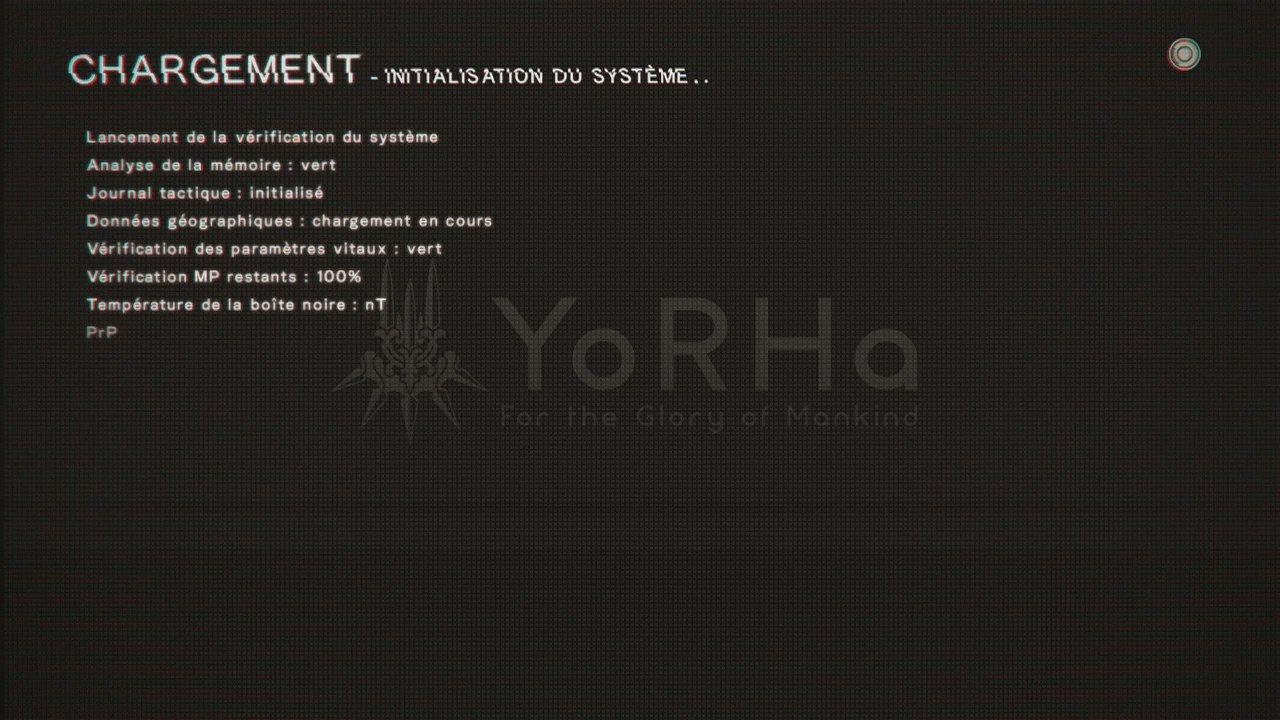 CHARGEMENT - INITIALISATION DU SYSTÈME..
Lancement de la vérification du système
Analyse de la mémoire : vert
Journal tactique : initialisé
Données géographiques : chargement en cours
Vérification des paramètres vitaux : vert
Vérification MP restants : 100%
Température de la boîte noire : nT
PrP
YoRHa
For the Glory of Mankind